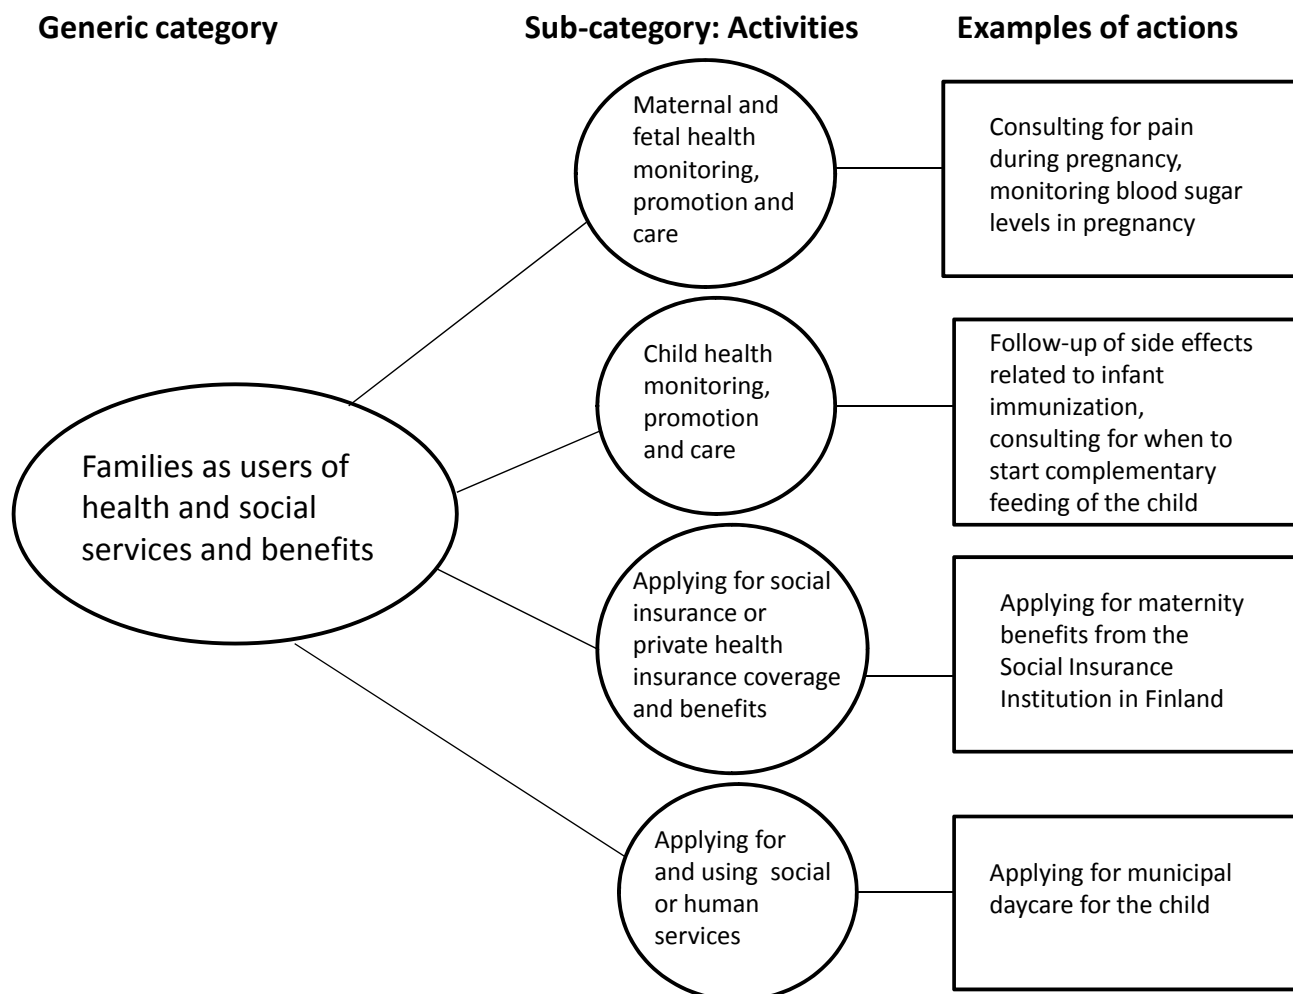 Generic category
Sub-category: Activities
Examples of actions
Families as users of
health and social
services and benefits
Maternal and
fetal health
monitoring,
promotion and
care
Consulting for pain
during pregnancy,
monitoring blood sugar
levels in pregnancy
Child health
monitoring,
promotion
and care
Follow-up of side effects
related to infant
immunization,
consulting for when to
start complementary
feeding of the child
Applying for social
insurance or
private health
insurance coverage
and benefits
Applying for maternity
benefits from the
Social Insurance
Institution in Finland
Applying for
and using social
or human
services
Applying for municipal
daycare for the child